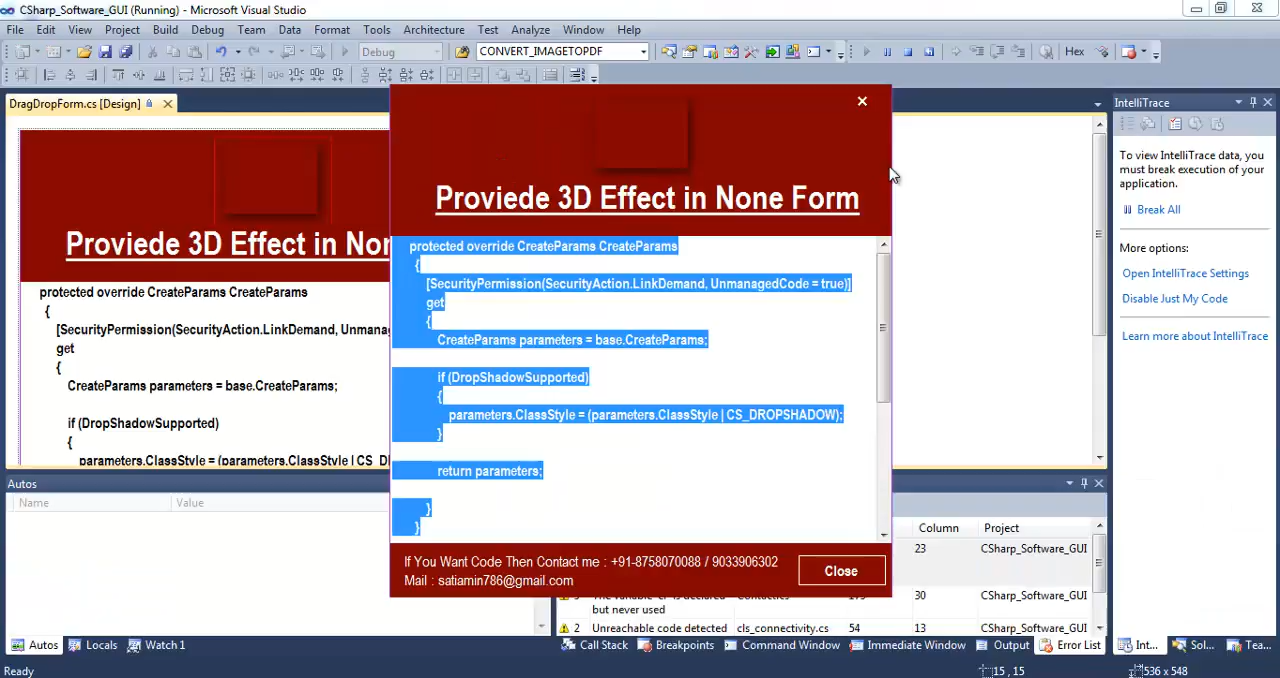 CSharp_Software_GUI (Running) - Microsoft Visual Studio
File Edit View Project Build Debug Team Data Format Tools Architecture Test Analyze Window Help
Debug CONVERT_IMAGETOPDF Hex
DragDropForm.cs [Design]
Proviede 3D Effect in Non
protected override CreateParams CreateParams
{
[SecurityPermission(SecurityAction.LinkDemand, Unmanag
get
{
CreateParams parameters = base.CreateParams;
if (DropShadowSupported)
{
parameters.ClassStyle = (parameters.ClassStyle | CS_D
Proviede 3D Effect in None Form
protected override CreateParams CreateParams
{
[SecurityPermission(SecurityAction.LinkDemand, UnmanagedCode = true)]
get
{
CreateParams parameters = base.CreateParams;
if (DropShadowSupported)
{
parameters.ClassStyle = (parameters.ClassStyle | CS_DROPSHADOW);
}
return parameters;
}
}
If You Want Code Then Contact me : +91-8758070088 / 9033906302
Mail : satiamin786@gmail.com
Close
IntelliTrace
To view IntelliTrace data, you
must break execution of your
application.
Break All
More options:
Open IntelliTrace Settings
Disable Just My Code
Learn more about IntelliTrace
Autos
Name Value
Column Project
23 CSharp_Software_GUI
30 CSharp_Software_GUI
but never used
2 Unreachable code detected cls_connectivity.cs 54 13 CSharp_Software_GUI
Autos Locals Watch 1
Call Stack Breakpoints Command Window Immediate Window Output Error List
Int... Sol... Tea...
Ready
15 , 15
536 x 548